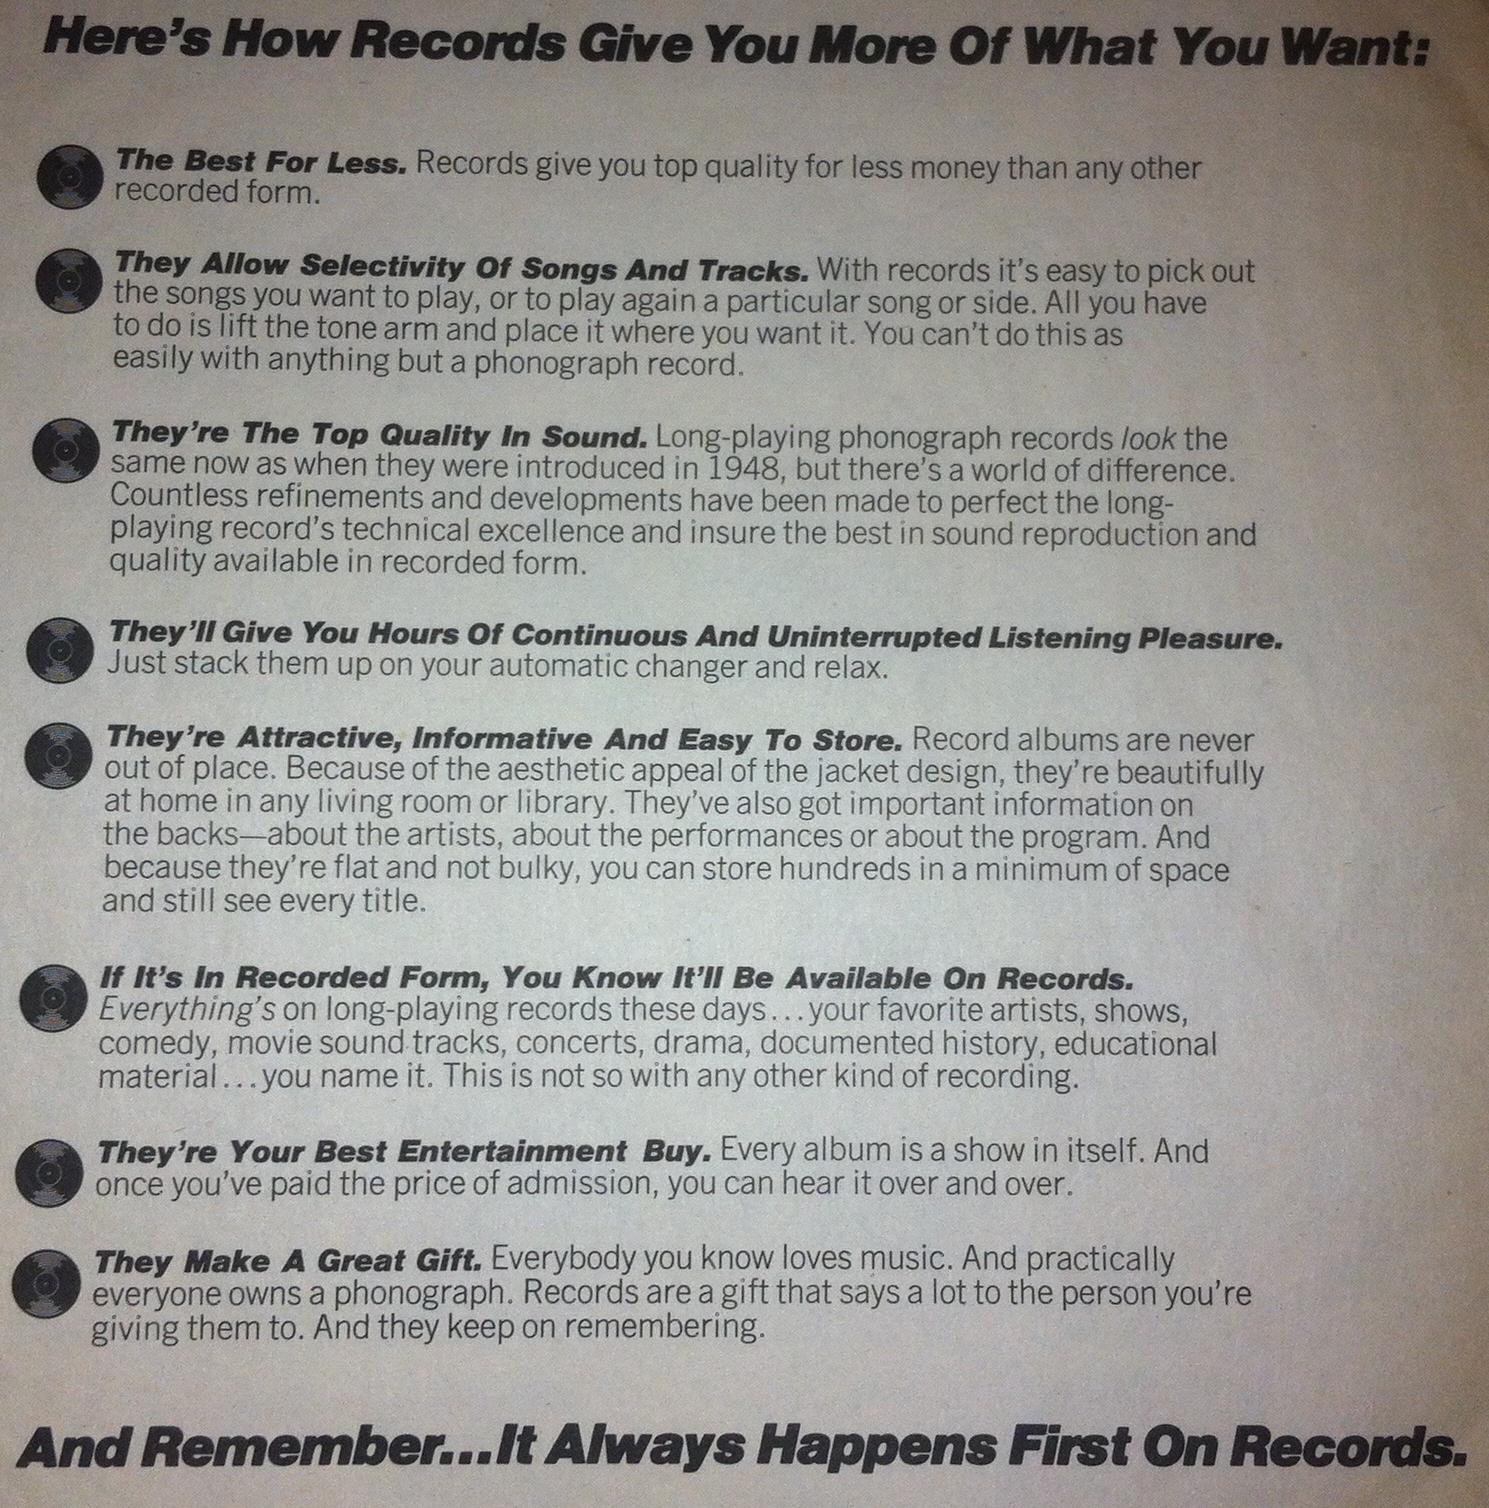 Here's How Records Give You More Of What You Want:
The Best For Less. Records give you top quality for less money than any other
recorded form.
They Allow Selectivity Of Songs And Tracks. With records it's easy to pick out
the songs you want to play, or to play again a particular song or side. All you have
to do is lift the tone arm and place it where you want it. You can't do this as
easily with anything but a phonograph record.
They're The Top Quality In Sound. Long-playing phonograph records look the
same now as when they were introduced in 1948, but there's a world of difference.
Countless refinements and developments have been made to perfect the long-
playing record's technical excellence and insure the best in sound reproduction and
quality available in recorded form.
They'll Give You Hours Of Continuous And Uninterrupted Listening Pleasure.
Just stack them up on your automatic changer and relax.
They're Attractive, Informative And Easy To Store. Record albums are never
out of place. Because of the aesthetic appeal of the jacket design, they're beautifully
at home in any living room or library. They've also got important information on
the backs—about the artists, about the performances or about the program. And
because they're flat and not bulky, you can store hundreds in a minimum of space
and still see every title.
If It's In Recorded Form, You Know It'll Be Available On Records.
Everything's on long-playing records these days...your favorite artists, shows,
comedy, movie sound tracks, concerts, drama, documented history, educational
material...you name it. This is not so with any other kind of recording.
They're Your Best Entertainment Buy. Every album is a show in itself. And
once you've paid the price of admission, you can hear it over and over.
They Make A Great Gift. Everybody you know loves music. And practically
everyone owns a phonograph. Records are a gift that says a lot to the person you're
giving them to. And they keep on remembering.
And Remember...It Always Happens First On Records.